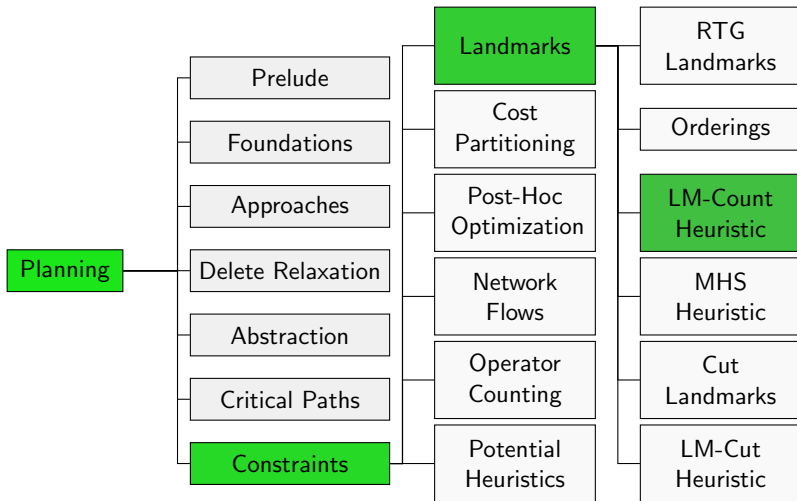 Planning
Prelude
Foundations
Approaches
Delete Relaxation
Abstraction
Critical Paths
Constraints
Landmarks
Cost
Partitioning
Post-Hoc
Optimization
Network
Flows
Operator
Counting
Potential
Heuristics
RTG
Landmarks
Orderings
LM-Count
Heuristic
MHS
Heuristic
Cut
Landmarks
LM-Cut
Heuristic